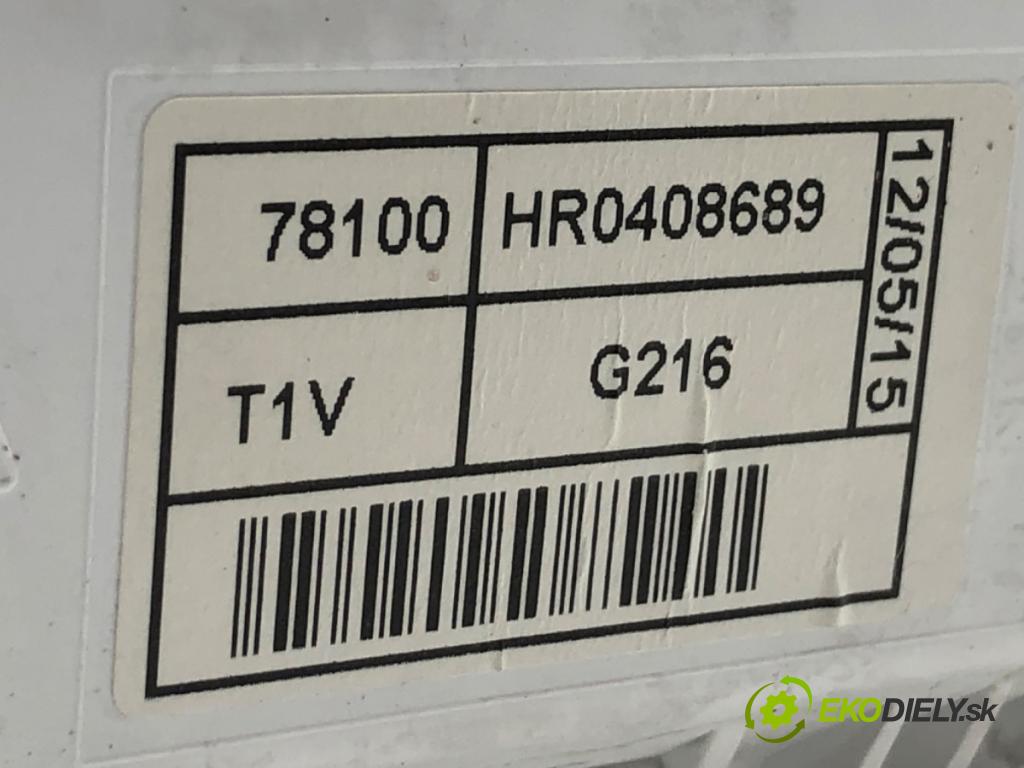 78100
HR0408689
12/05/15
T1V
G216
EKODIELY.sk